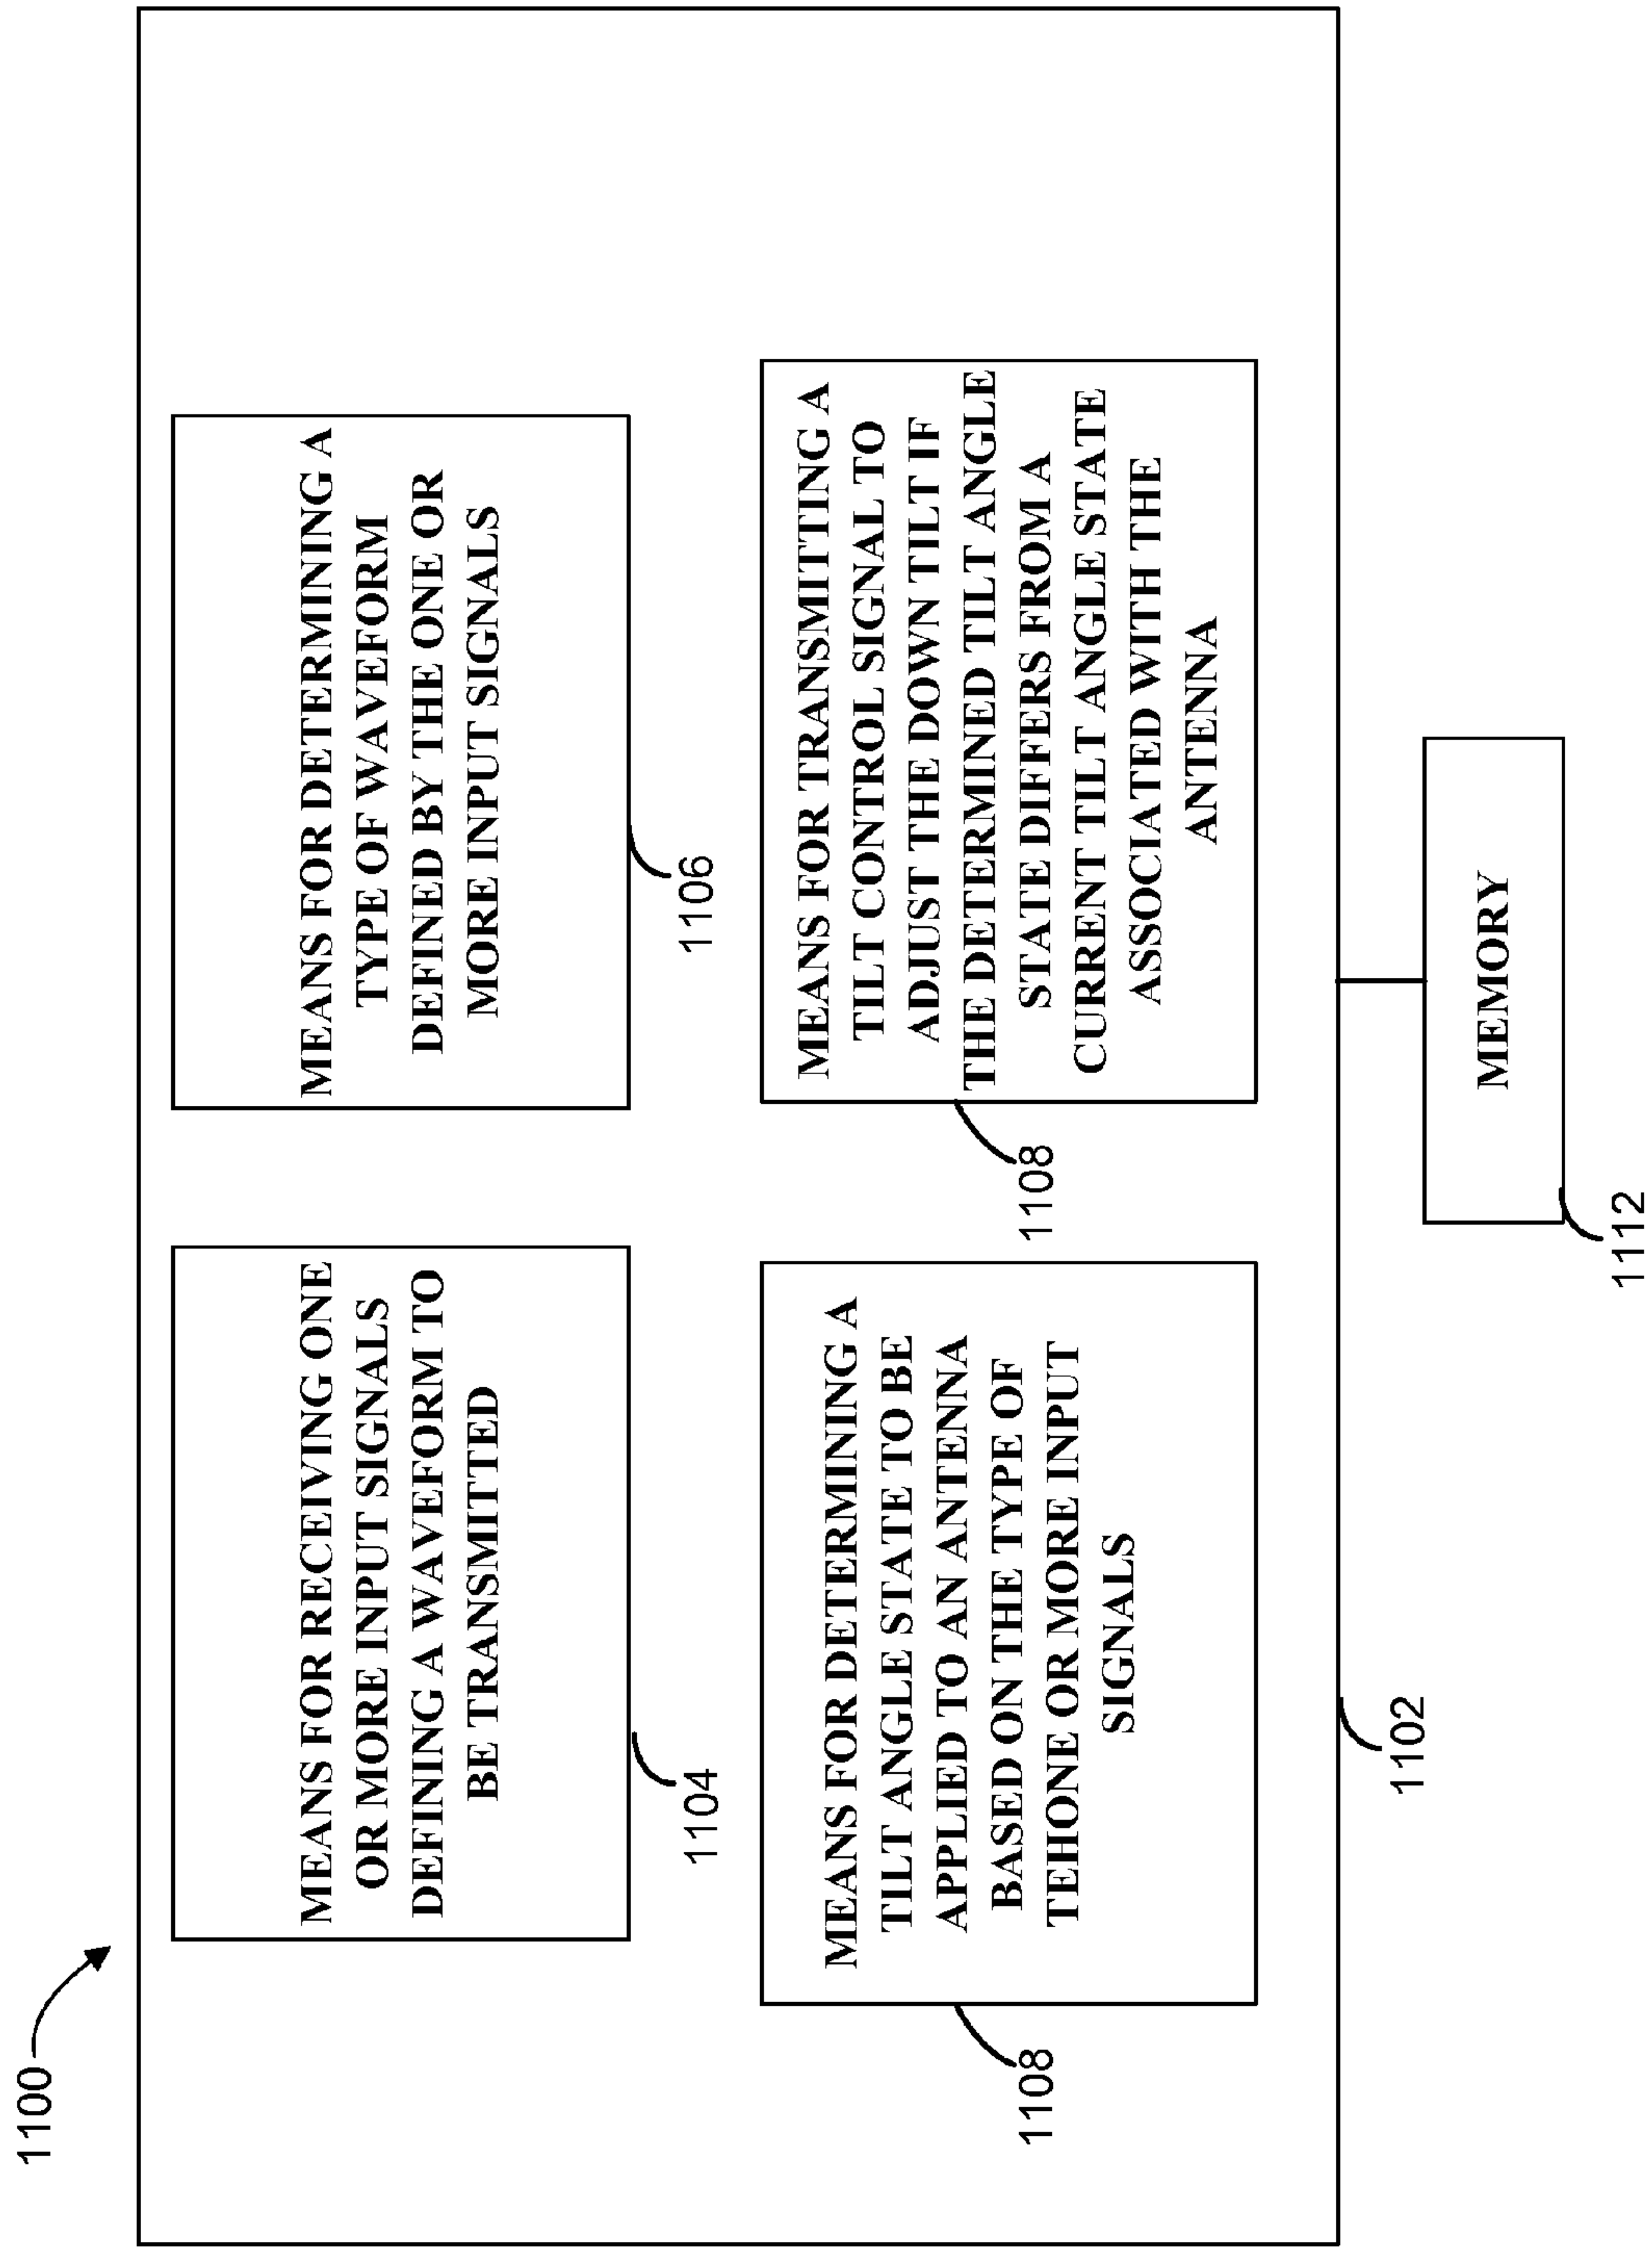 1100
MEANS FOR RECEIVING ONE
OR MORE INPUT SIGNALS
DEFINING A WAVEFORM TO
BE TRANSMITTED
1104
MEANS FOR DETERMINING A
TYPE OF WAVEFORM
DEFINED BY THE ONE OR
MORE INPUT SIGNALS
1106
MEANS FOR DETERMINING A
TILT ANGLE STATE TO BE
APPLIED TO AN ANTENNA
BASED ON THE TYPE OF
TEHONE OR MORE INPUT
SIGNALS
1108
MEANS FOR TRANSMITTING A
TILT CONTROL SIGNAL TO
ADJUST THE DOWN TILT IF
THE DETERMINED TILT ANGLE
STATE DIFFERS FROM A
CURRENT TILT ANGLE STATE
ASSOCIATED WITH THE
ANTENNA
1108
1102
MEMORY
1112